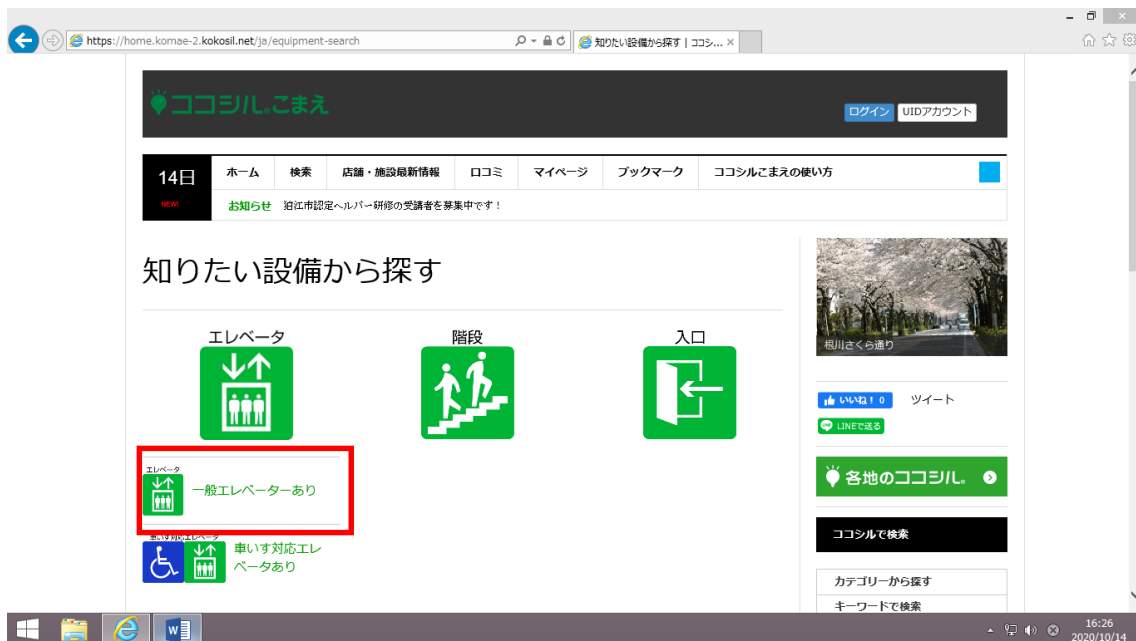 https://home.komae-2.kokosil.net/ja/equipment-search
知りたい設備から探す | ココシ...
ココシル。こまえ
ログイン UIDアカウント
14日 ホーム 検索 店舗・施設最新情報 口コミ マイページ ブックマーク ココシルこまえの使い方
NEW! お知らせ 狛江市認定ヘルパー研修の受講者を募集中です!
知りたい設備から探す
エレベータ 階段 入口
根川さくら通り
いいね! 0 ツイート
LINEで送る
エレベータ
一般エレベーターあり
各地のココシル。
車いす対応エレベータ
車いす対応エレ
ベータあり
ココシルで検索
カテゴリーから探す
キーワードで検索
16:26
2020/10/14